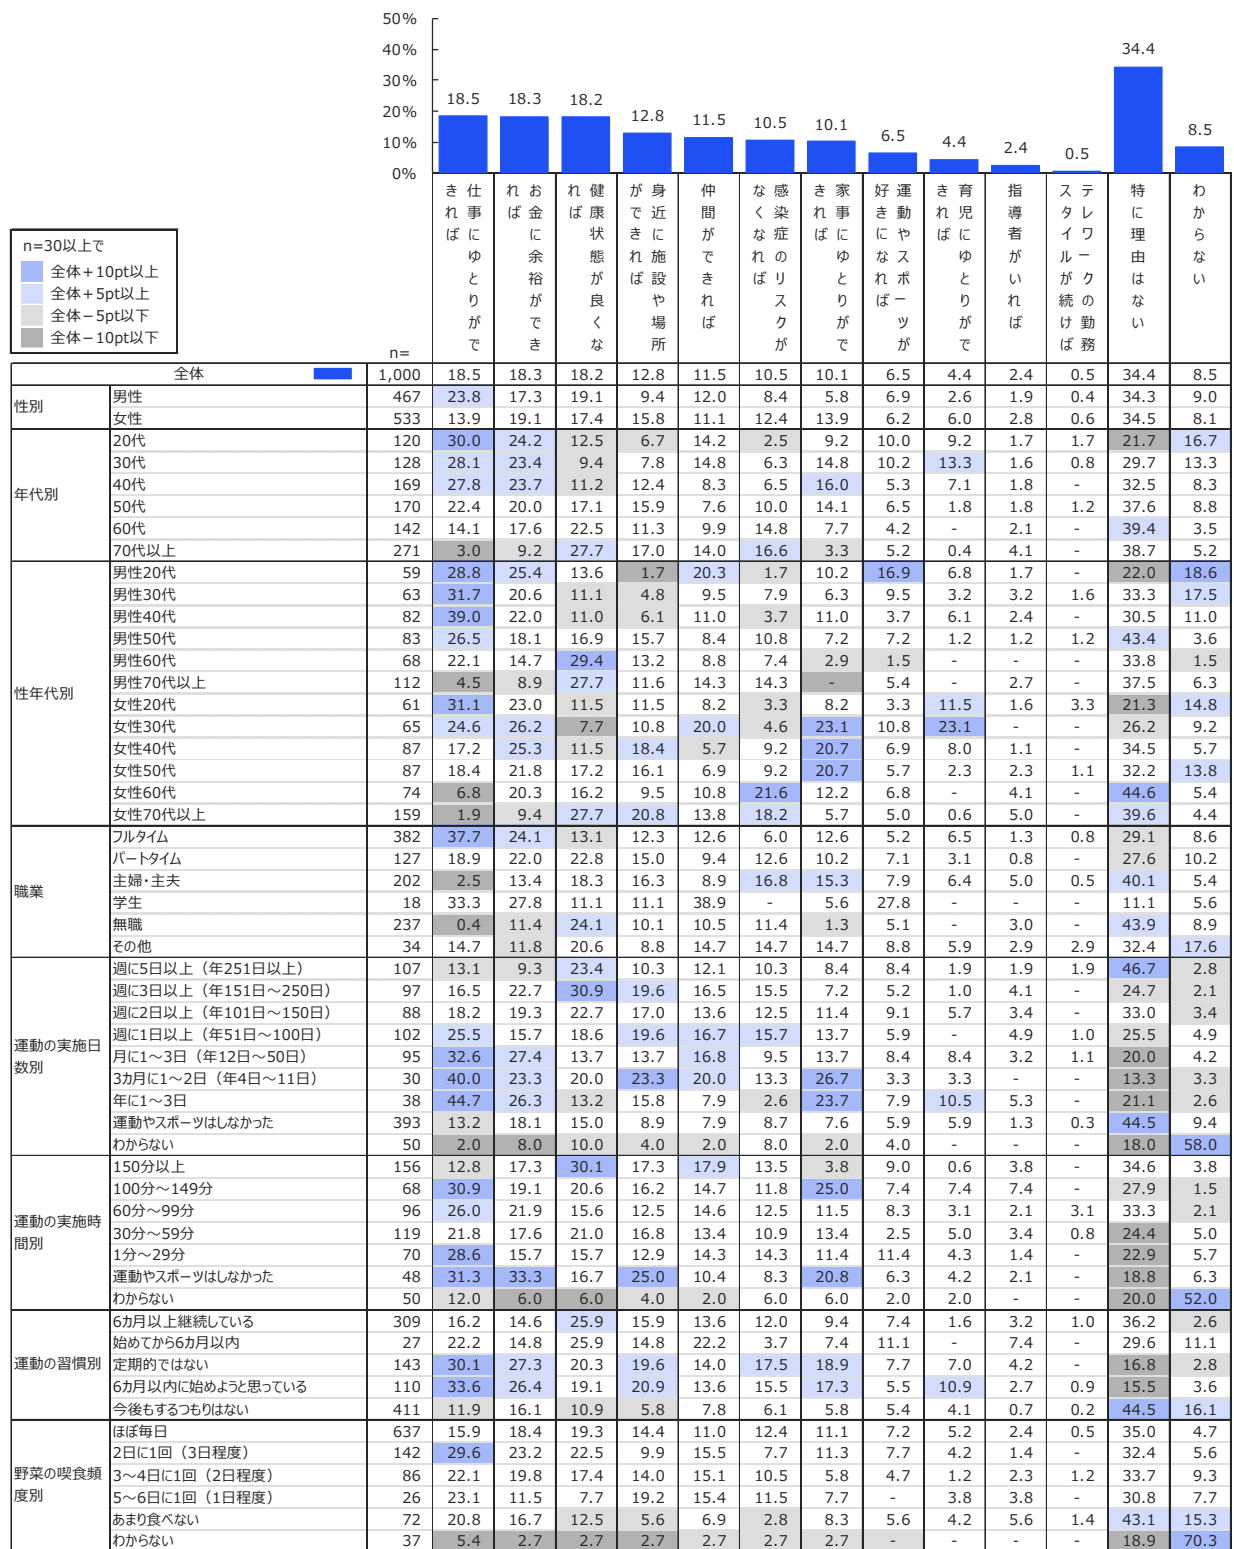 50%
40%
30%
20%
10%
0%
18.5 18.3 18.2 12.8 11.5 10.5 10.1 6.5 4.4 2.4 0.5 34.4 8.5
仕事にゆとりができれば
お金に余裕ができれば
健康状態が良くなれば
身近に施設や場所ができれば
仲間ができれば
感染症のリスクがなくなれば
家事にゆとりができれば
運動やスポーツが好きになれば
育児にゆとりができれば
指導者がいれば
テレワークの勤務スタイルが続けば
特に理由はない
わからない
n=30以上で
全体+10pt以上
全体+5pt以上
全体-5pt以下
全体-10pt以下
n=
全体 1,000 18.5 18.3 18.2 12.8 11.5 10.5 10.1 6.5 4.4 2.4 0.5 34.4 8.5
性別
男性 467 23.8 17.3 19.1 9.4 12.0 8.4 5.8 6.9 2.6 1.9 0.4 34.3 9.0
女性 533 13.9 19.1 17.4 15.8 11.1 12.4 13.9 6.2 6.0 2.8 0.6 34.5 8.1
年代別
20代 120 30.0 24.2 12.5 6.7 14.2 2.5 9.2 10.0 9.2 1.7 1.7 21.7 16.7
30代 128 28.1 23.4 9.4 7.8 14.8 6.3 14.8 10.2 13.3 1.6 0.8 29.7 13.3
40代 169 27.8 23.7 11.2 12.4 8.3 6.5 16.0 5.3 7.1 1.8 - 32.5 8.3
50代 170 22.4 20.0 17.1 15.9 7.6 10.0 14.1 6.5 1.8 1.8 1.2 37.6 8.8
60代 142 14.1 17.6 22.5 11.3 9.9 14.8 7.7 4.2 - 2.1 - 39.4 3.5
70代以上 271 3.0 9.2 27.7 17.0 14.0 16.6 3.3 5.2 0.4 4.1 - 38.7 5.2
性年代別
男性20代 59 28.8 25.4 13.6 1.7 20.3 1.7 10.2 16.9 6.8 1.7 - 22.0 18.6
男性30代 63 31.7 20.6 11.1 4.8 9.5 7.9 6.3 9.5 3.2 3.2 1.6 33.3 17.5
男性40代 82 39.0 22.0 11.0 6.1 11.0 3.7 11.0 3.7 6.1 2.4 - 30.5 11.0
男性50代 83 26.5 18.1 16.9 15.7 8.4 10.8 7.2 7.2 1.2 1.2 1.2 43.4 3.6
男性60代 68 22.1 14.7 29.4 13.2 8.8 7.4 2.9 1.5 - - - 33.8 1.5
男性70代以上 112 4.5 8.9 27.7 11.6 14.3 14.3 - 5.4 - 2.7 - 37.5 6.3
女性20代 61 31.1 23.0 11.5 11.5 8.2 3.3 8.2 3.3 11.5 1.6 3.3 21.3 14.8
女性30代 65 24.6 26.2 7.7 10.8 20.0 4.6 23.1 10.8 23.1 - - 26.2 9.2
女性40代 87 17.2 25.3 11.5 18.4 5.7 9.2 20.7 6.9 8.0 1.1 - 34.5 5.7
女性50代 87 18.4 21.8 17.2 16.1 6.9 9.2 20.7 5.7 2.3 2.3 1.1 32.2 13.8
女性60代 74 6.8 20.3 16.2 9.5 10.8 21.6 12.2 6.8 - 4.1 - 44.6 5.4
女性70代以上 159 1.9 9.4 27.7 20.8 13.8 18.2 5.7 5.0 0.6 5.0 - 39.6 4.4
職業
フルタイム 382 37.7 24.1 13.1 12.3 12.6 6.0 12.6 5.2 6.5 1.3 0.8 29.1 8.6
パートタイム 127 18.9 22.0 22.8 15.0 9.4 12.6 10.2 7.1 3.1 0.8 - 27.6 10.2
主婦・主夫 202 2.5 13.4 18.3 16.3 8.9 16.8 15.3 7.9 6.4 5.0 0.5 40.1 5.4
学生 18 33.3 27.8 11.1 11.1 38.9 - 5.6 27.8 - - - 11.1 5.6
無職 237 0.4 11.4 24.1 10.1 10.5 11.4 1.3 5.1 - 3.0 - 43.9 8.9
その他 34 14.7 11.8 20.6 8.8 14.7 14.7 14.7 8.8 5.9 2.9 2.9 32.4 17.6
運動の実施日数別
週に5日以上（年251日以上） 107 13.1 9.3 23.4 10.3 12.1 10.3 8.4 8.4 1.9 1.9 1.9 46.7 2.8
週に3日以上（年151日～250日） 97 16.5 22.7 30.9 19.6 16.5 15.5 7.2 5.2 1.0 4.1 - 24.7 2.1
週に2日以上（年101日～150日） 88 18.2 19.3 22.7 17.0 13.6 12.5 11.4 9.1 5.7 3.4 - 33.0 3.4
週に1日以上（年51日～100日） 102 25.5 15.7 18.6 19.6 16.7 15.7 13.7 5.9 - 4.9 1.0 25.5 4.9
月に1～3日（年12日～50日） 95 32.6 27.4 13.7 13.7 16.8 9.5 13.7 8.4 8.4 3.2 1.1 20.0 4.2
3カ月に1～2日（年4日～11日） 30 40.0 23.3 20.0 23.3 20.0 13.3 26.7 3.3 3.3 - - 13.3 3.3
年に1～3日 38 44.7 26.3 13.2 15.8 7.9 2.6 23.7 7.9 10.5 5.3 - 21.1 2.6
運動やスポーツはしなかった 393 13.2 18.1 15.0 8.9 7.9 8.7 7.6 5.9 5.9 1.3 0.3 44.5 9.4
わからない 50 2.0 8.0 10.0 4.0 2.0 8.0 2.0 4.0 - - - 18.0 58.0
運動の実施時間別
150分以上 156 12.8 17.3 30.1 17.3 17.9 13.5 3.8 9.0 0.6 3.8 - 34.6 3.8
100分～149分 68 30.9 19.1 20.6 16.2 14.7 11.8 25.0 7.4 7.4 7.4 - 27.9 1.5
60分～99分 96 26.0 21.9 15.6 12.5 14.6 12.5 11.5 8.3 3.1 2.1 3.1 33.3 2.1
30分～59分 119 21.8 17.6 21.0 16.8 13.4 10.9 13.4 2.5 5.0 3.4 0.8 24.4 5.0
1分～29分 70 28.6 15.7 15.7 12.9 14.3 14.3 11.4 11.4 4.3 1.4 - 22.9 5.7
運動やスポーツはしなかった 48 31.3 33.3 16.7 25.0 10.4 8.3 20.8 6.3 4.2 2.1 - 18.8 6.3
わからない 50 12.0 6.0 6.0 4.0 2.0 6.0 6.0 2.0 2.0 - - 20.0 52.0
運動の習慣別
6カ月以上継続している 309 16.2 14.6 25.9 15.9 13.6 12.0 9.4 7.4 1.6 3.2 1.0 36.2 2.6
始めてから6カ月以内 27 22.2 14.8 25.9 14.8 22.2 3.7 7.4 11.1 - 7.4 - 29.6 11.1
定期的ではない 143 30.1 27.3 20.3 19.6 14.0 17.5 18.9 7.7 7.0 4.2 - 16.8 2.8
6カ月以内に始めようと思っている 110 33.6 26.4 19.1 20.9 13.6 15.5 17.3 5.5 10.9 2.7 0.9 15.5 3.6
今後もするつもりはない 411 11.9 16.1 10.9 5.8 7.8 6.1 5.8 5.4 4.1 0.7 0.2 44.5 16.1
野菜の喫食頻度別
ほぼ毎日 637 15.9 18.4 19.3 14.4 11.0 12.4 11.1 7.2 5.2 2.4 0.5 35.0 4.7
2日に1回（3日程度） 142 29.6 23.2 22.5 9.9 15.5 7.7 11.3 7.7 4.2 1.4 - 32.4 5.6
3～4日に1回（2日程度） 86 22.1 19.8 17.4 14.0 15.1 10.5 5.8 4.7 1.2 2.3 1.2 33.7 9.3
5～6日に1回（1日程度） 26 23.1 11.5 7.7 19.2 15.4 11.5 7.7 - 3.8 3.8 - 30.8 7.7
あまり食べない 72 20.8 16.7 12.5 5.6 6.9 2.8 8.3 5.6 4.2 5.6 1.4 43.1 15.3
わからない 37 5.4 2.7 2.7 2.7 2.7 2.7 2.7 - - - - 18.9 70.3